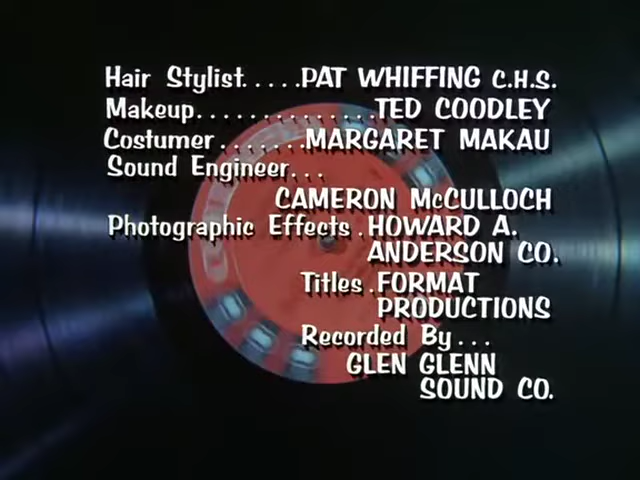 Hair Stylist.....PAT WHIFFING C.H.S.
Makeup..............TED COODLEY
Costumer.......MARGARET MAKAU
Sound Engineer...
CAMERON McCULLOCH
Photographic Effects.HOWARD A.
ANDERSON CO.
Titles.FORMAT
PRODUCTIONS
Recorded By...
GLEN GLENN
SOUND CO.